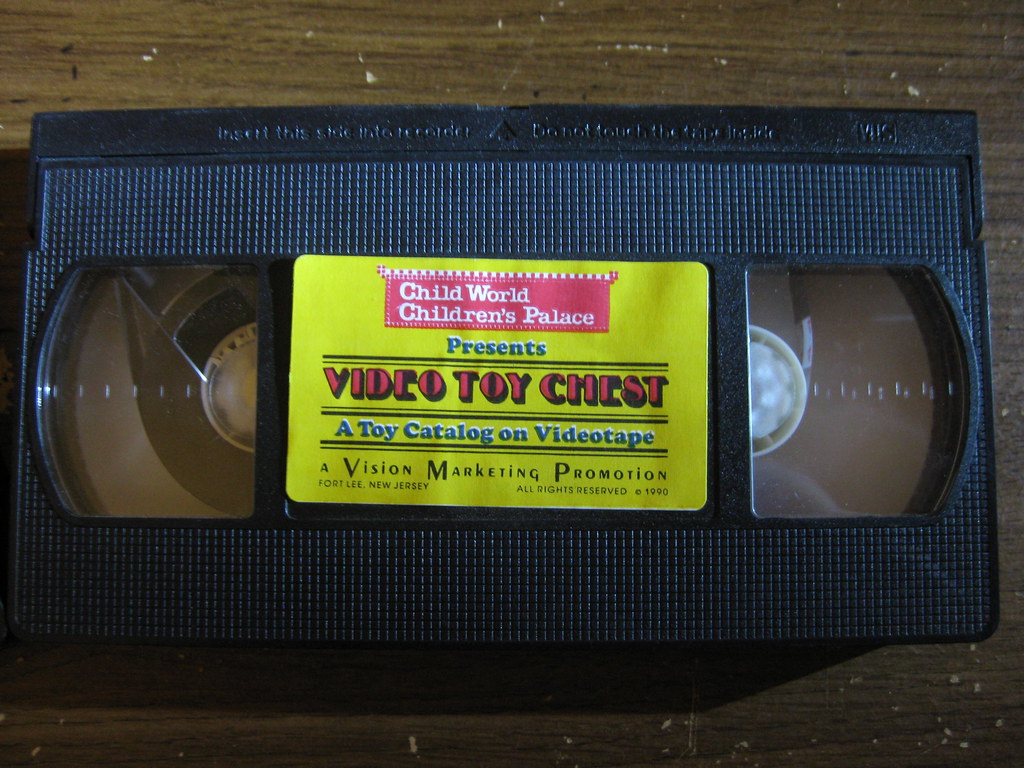 Insert this side into recorder Do not touch the tape inside VHS
Child World
Children's Palace
Presents
VIDEO TOY CHEST
A Toy Catalog on Videotape
A VISION MARKETING PROMOTION
FORT LEE, NEW JERSEY ALL RIGHTS RESERVED © 1990